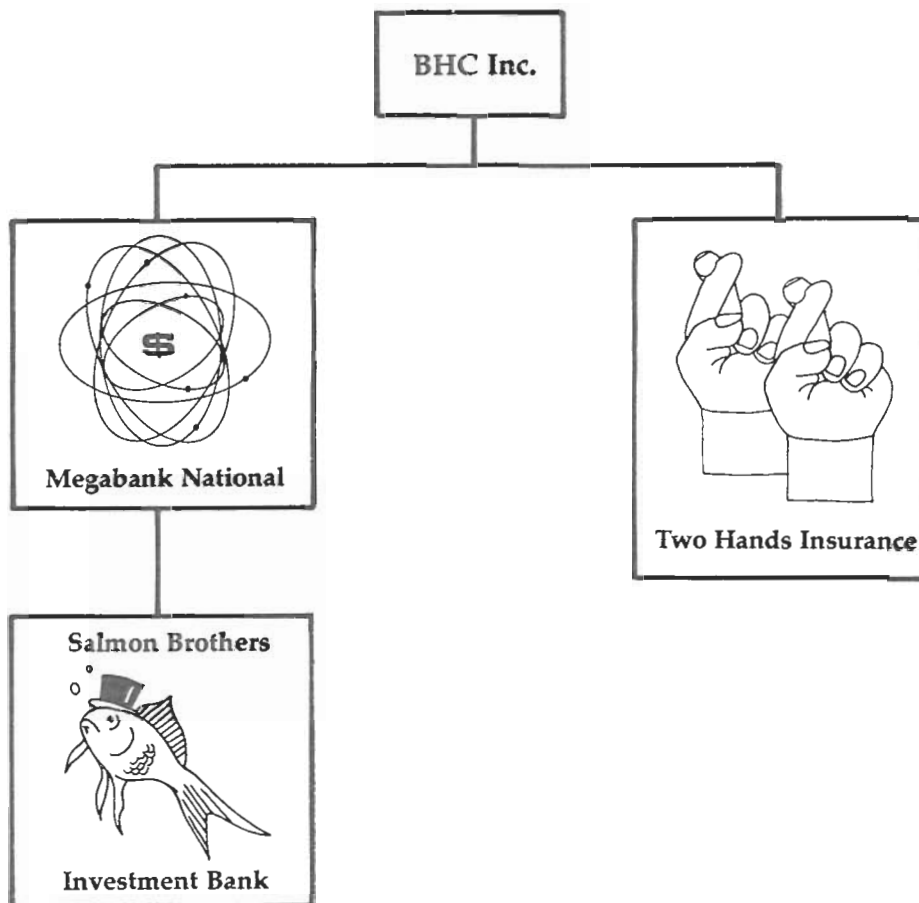 BHC Inc.
$
Megabank National
Two Hands Insurance
Salmon Brothers
Investment Bank